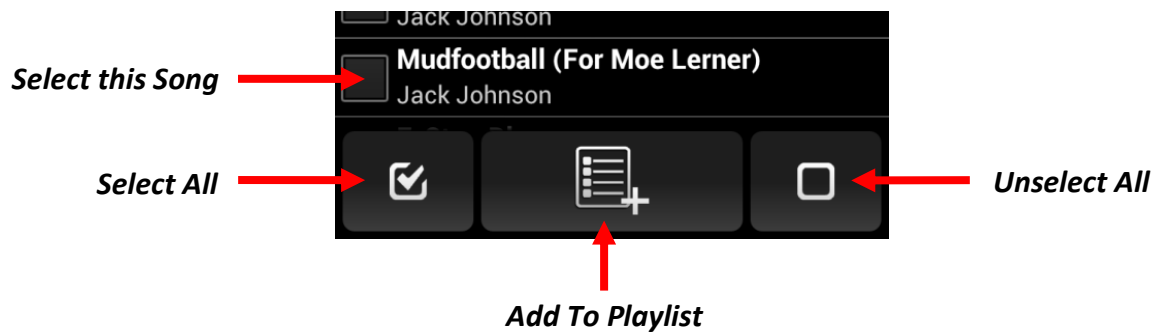 Jack Johnson
Mudfootball (For Moe Lerner)
Select this Song
Jack Johnson
Select All
Unselect All
Add To Playlist